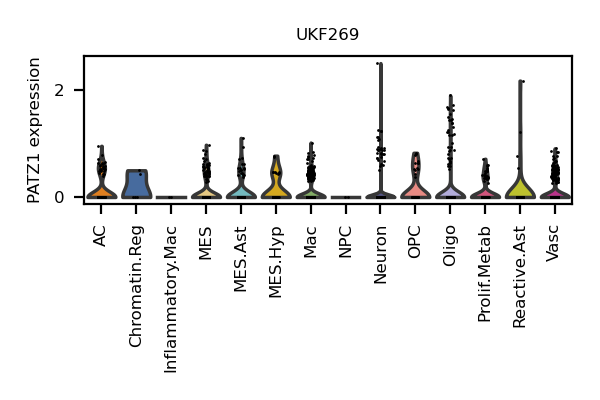 UKF269
PATZ1 expression
2
0
AC
Chromatin.Reg
Inflammatory.Mac
MES
MES.Ast
MES.Hyp
Mac
NPC
Neuron
OPC
Oligo
Prolif.Metab
Reactive.Ast
Vasc